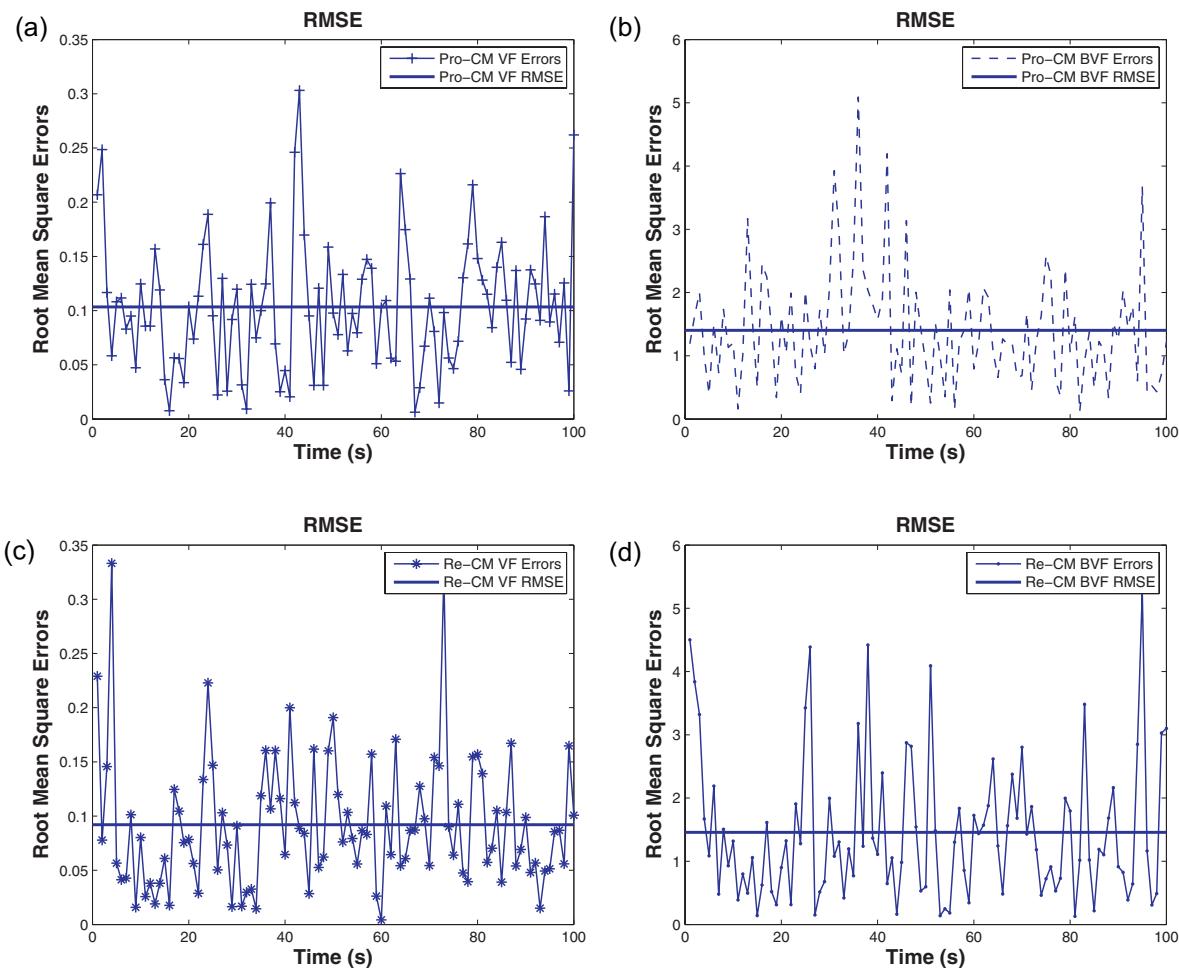 (a)
RMSE
0.35
0.3
0.25
0.2
0.15
0.1
0.05
0
Root Mean Square Errors
Pro-CM VF Errors
Pro-CM VF RMSE
0 20 40 60 80 100
Time (s)
(b)
RMSE
6
5
4
3
2
1
0
Root Mean Square Errors
Pro-CM BVF Errors
Pro-CM BVF RMSE
0 20 40 60 80 100
Time (s)
(c)
RMSE
0.35
0.3
0.25
0.2
0.15
0.1
0.05
0
Root Mean Square Errors
Re-CM VF Errors
Re-CM VF RMSE
0 20 40 60 80 100
Time (s)
(d)
RMSE
6
5
4
3
2
1
0
Root Mean Square Errors
Re-CM BVF Errors
Re-CM BVF RMSE
0 20 40 60 80 100
Time (s)